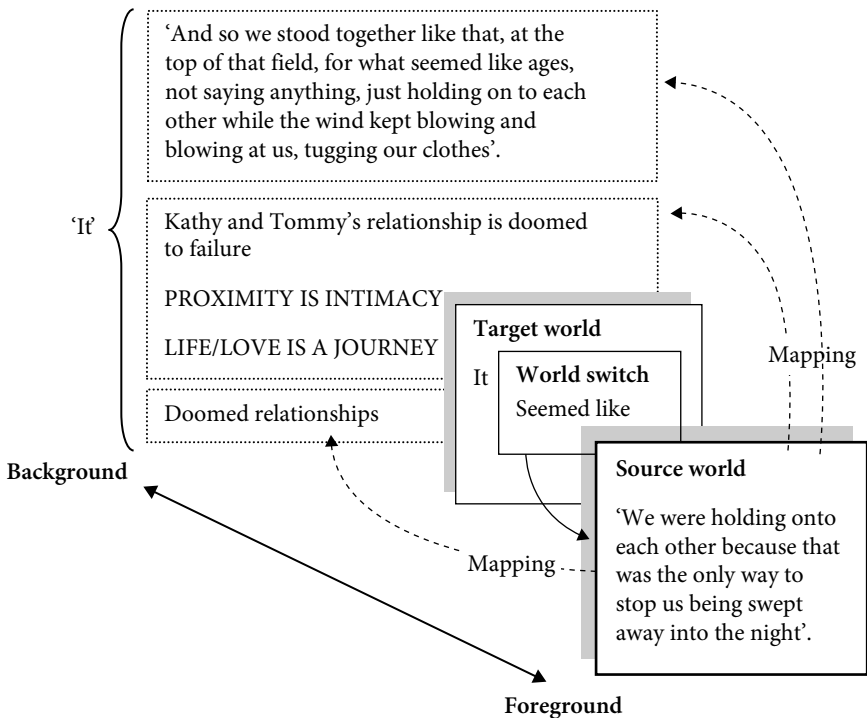 ‘And so we stood together like that, at the
top of that field, for what seemed like ages,
not saying anything, just holding on to each
other while the wind kept blowing and
blowing at us, tugging our clothes’.
‘It’
Kathy and Tommy’s relationship is doomed
to failure
PROXIMITY IS INTIMACY
LIFE/LOVE IS A JOURNEY
Doomed relationships
Background
Target world
It
World switch
Seemed like
Mapping
Source world
‘We were holding onto
each other because that
was the only way to
stop us being swept
away into the night’.
Mapping
Foreground